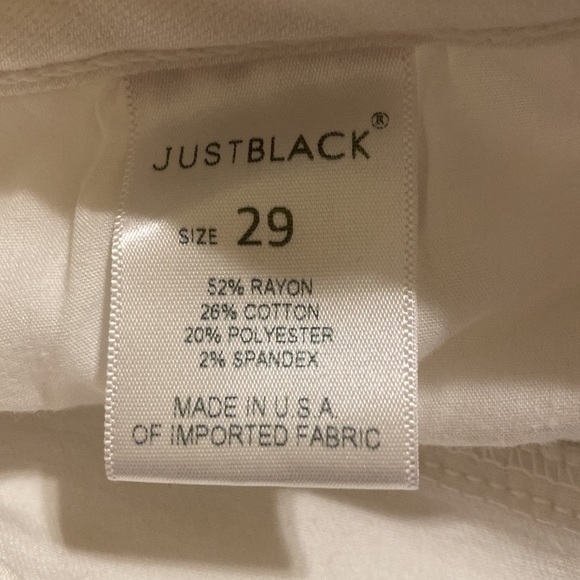 JUSTBLACK®
SIZE 29
52% RAYON
26% COTTON
20% POLYESTER
2% SPANDEX
MADE IN U.S.A.
OF IMPORTED FABRIC